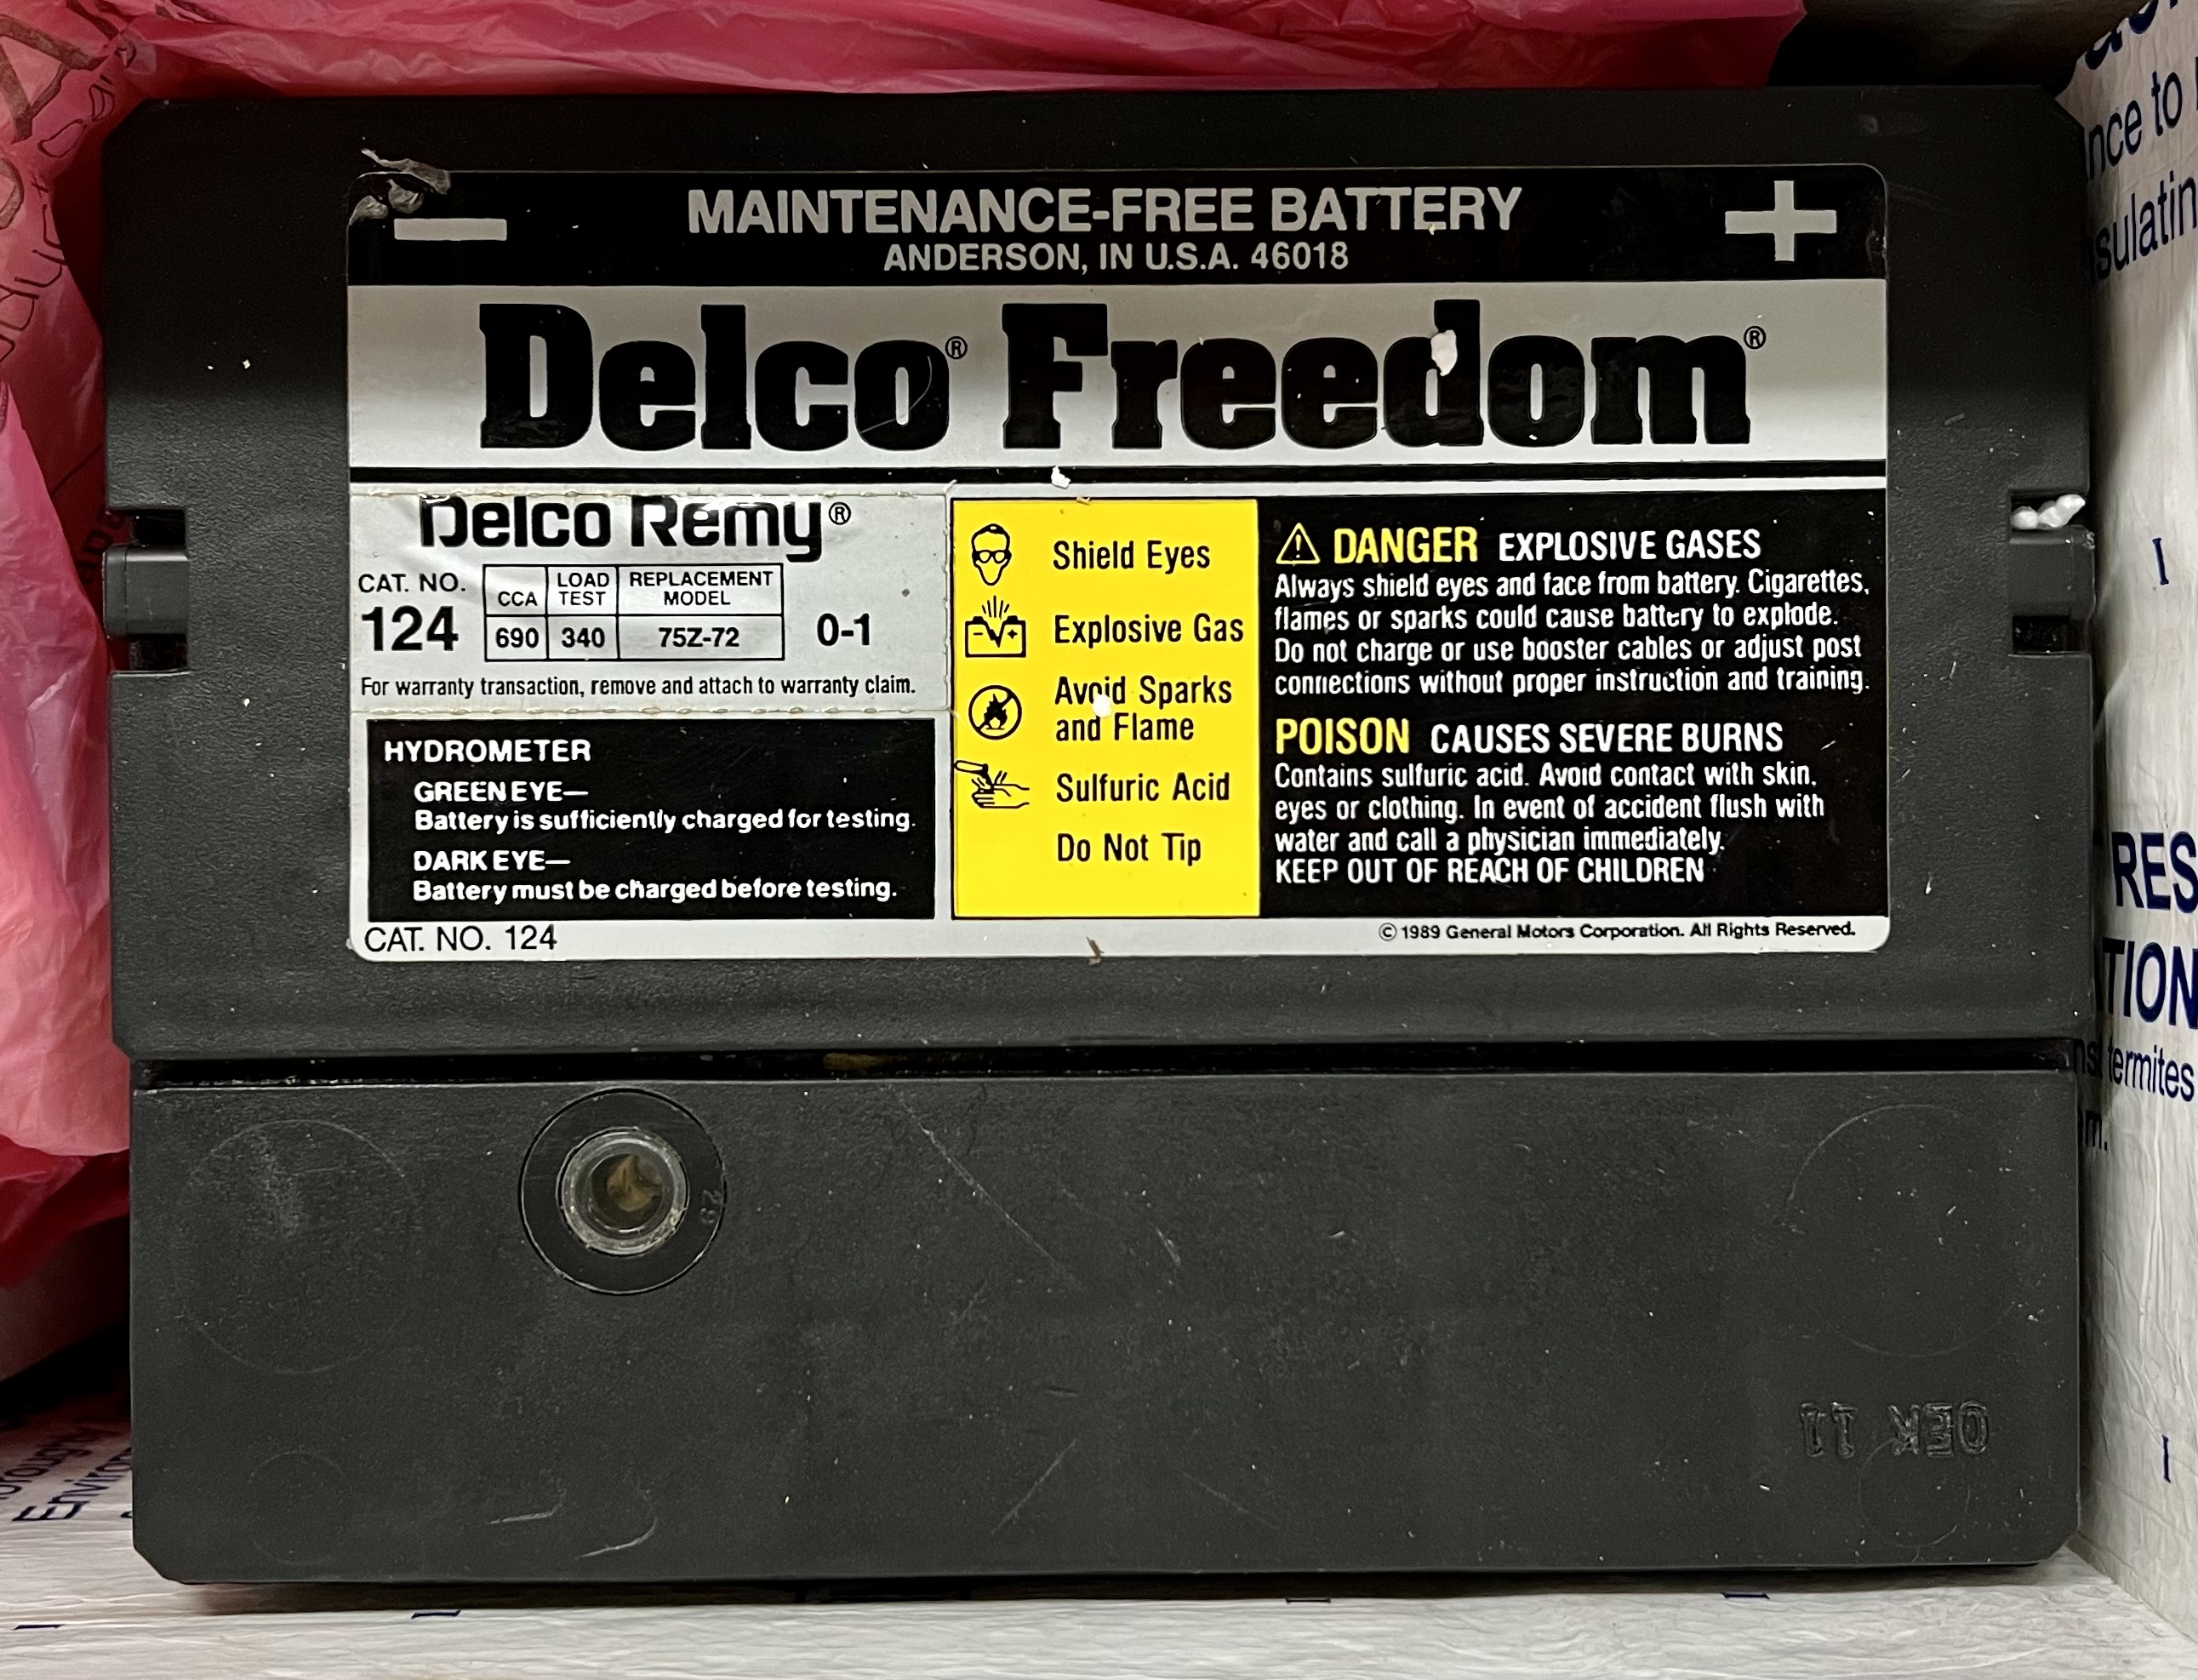 MAINTENANCE-FREE BATTERY
ANDERSON, IN U.S.A. 46018
Delco® Freedom®
Delco Remy®
CAT. NO.
124
CCA LOAD TEST REPLACEMENT MODEL
690 340 75Z-72
0-1
For warranty transaction, remove and attach to warranty claim.
HYDROMETER
GREEN EYE—
Battery is sufficiently charged for testing.
DARK EYE—
Battery must be charged before testing.
CAT. NO. 124
Shield Eyes
Explosive Gas
Avoid Sparks
and Flame
Sulfuric Acid
Do Not Tip
DANGER EXPLOSIVE GASES
Always shield eyes and face from battery. Cigarettes,
flames or sparks could cause battery to explode.
Do not charge or use booster cables or adjust post
connections without proper instruction and training.
POISON CAUSES SEVERE BURNS
Contains sulfuric acid. Avoid contact with skin,
eyes or clothing. In event of accident flush with
water and call a physician immediately.
KEEP OUT OF REACH OF CHILDREN
© 1989 General Motors Corporation. All Rights Reserved.
nce to
sulatin
RES
TION
termites
OEK 11